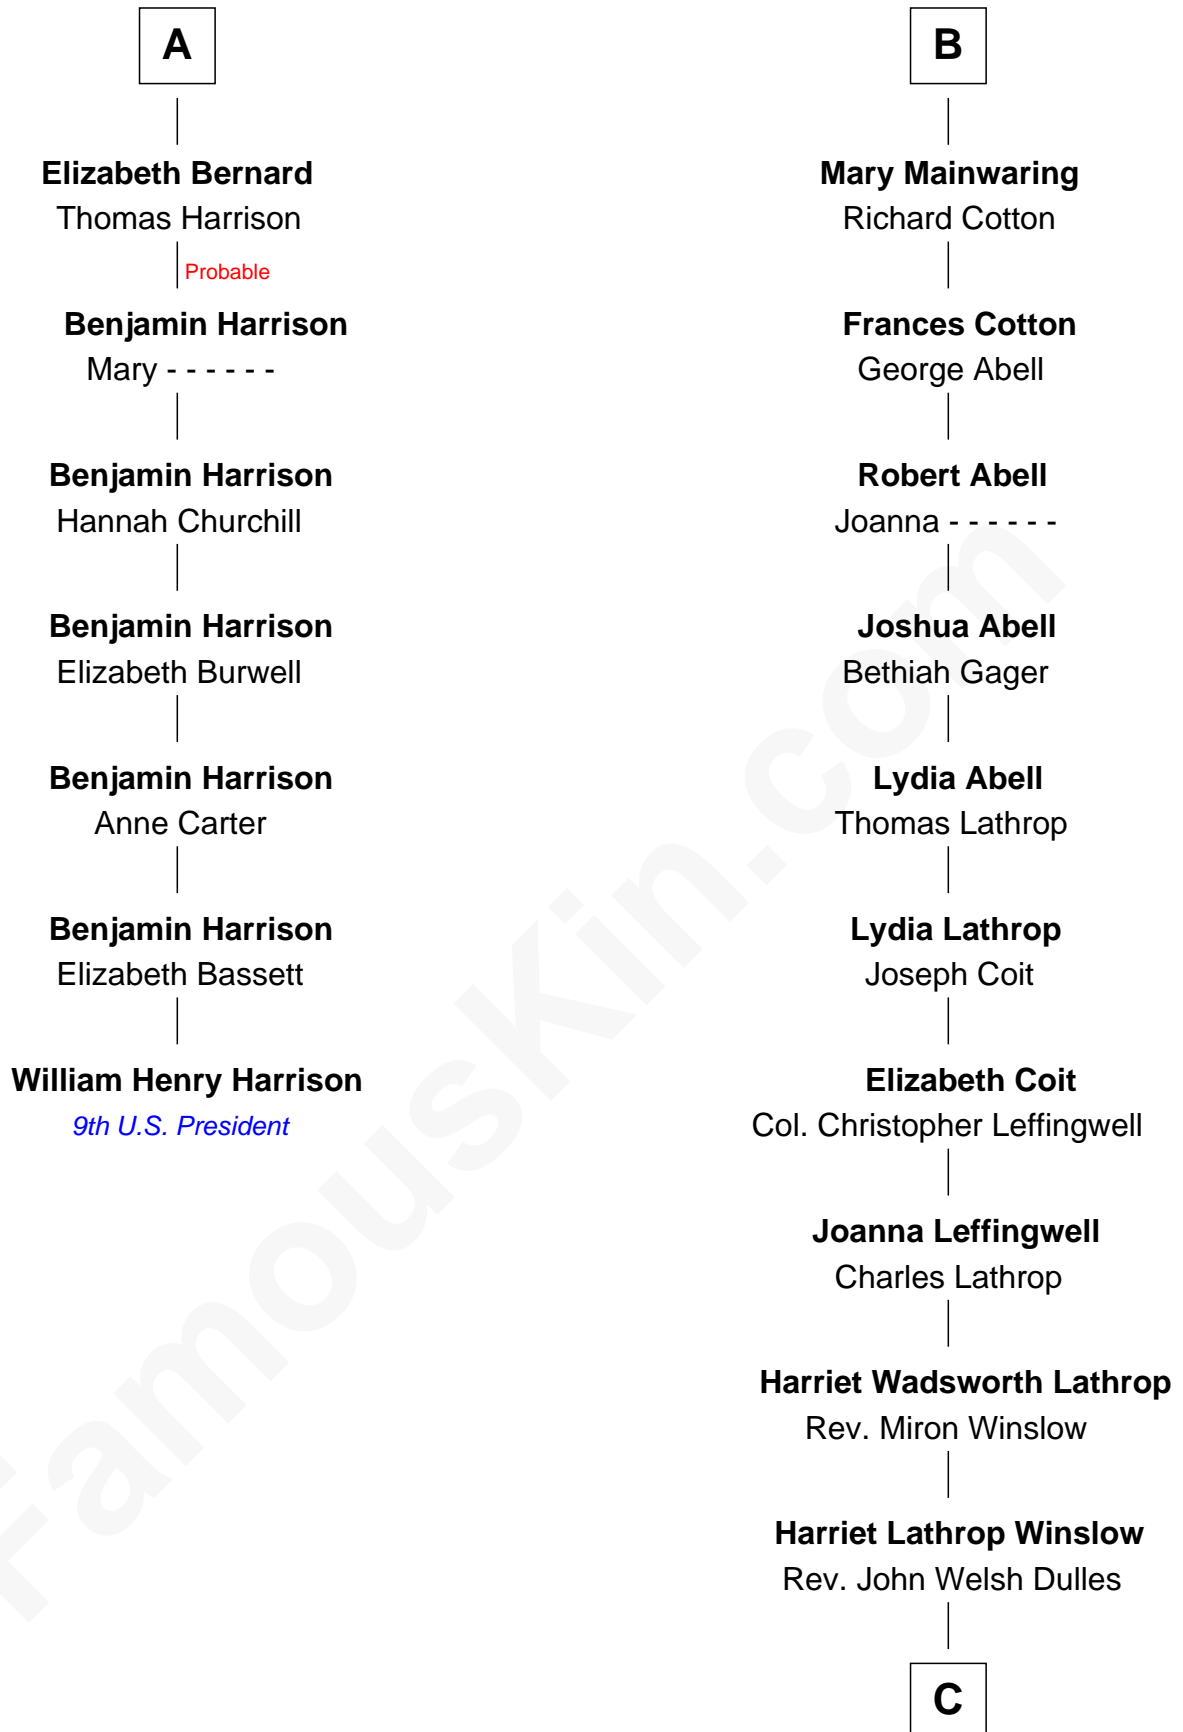 A
Elizabeth Bernard
Thomas Harrison
Probable
Benjamin Harrison
Mary - - - - - -
Benjamin Harrison
Hannah Churchill
Benjamin Harrison
Elizabeth Burwell
Benjamin Harrison
Anne Carter
Benjamin Harrison
Elizabeth Bassett
William Henry Harrison
9th U.S. President
B
Mary Mainwaring
Richard Cotton
Frances Cotton
George Abell
Robert Abell
Joanna - - - - - -
Joshua Abell
Bethiah Gager
Lydia Abell
Thomas Lathrop
Lydia Lathrop
Joseph Coit
Elizabeth Coit
Col. Christopher Leffingwell
Joanna Leffingwell
Charles Lathrop
Harriet Wadsworth Lathrop
Rev. Miron Winslow
Harriet Lathrop Winslow
Rev. John Welsh Dulles
C
FamousKin.com